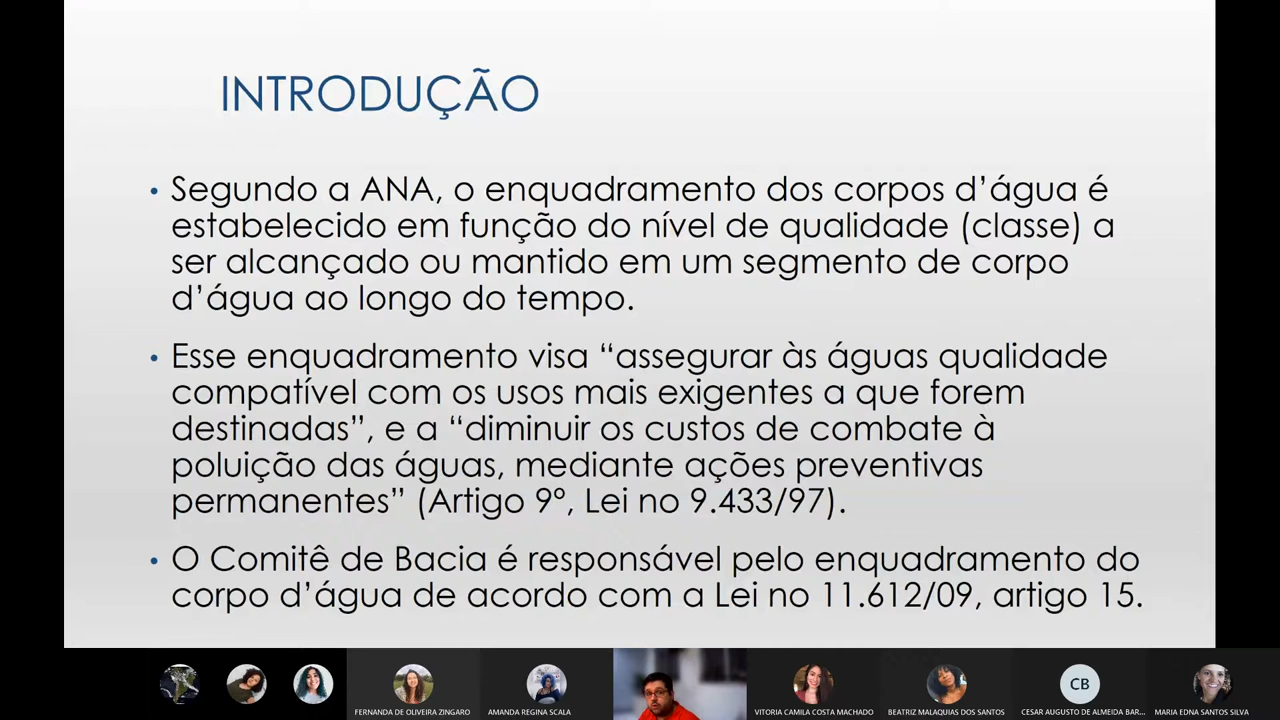 INTRODUÇÃO
• Segundo a ANA, o enquadramento dos corpos d’água é
estabelecido em função do nível de qualidade (classe) a
ser alcançado ou mantido em um segmento de corpo
d’água ao longo do tempo.
• Esse enquadramento visa “assegurar às águas qualidade
compatível com os usos mais exigentes a que forem
destinadas”, e a “diminuir os custos de combate à
poluição das águas, mediante ações preventivas
permanentes” (Artigo 9º, Lei no 9.433/97).
• O Comitê de Bacia é responsável pelo enquadramento do
corpo d’água de acordo com a Lei no 11.612/09, artigo 15.
CB
FERNANDA DE OLIVEIRA ZINGARO
AMANDA REGINA SCALA
VITORIA CAMILA COSTA MACHADO
BEATRIZ MALAQUIAS DOS SANTOS
CESAR AUGUSTO DE ALMEIDA BAR...
MARIA EDNA SANTOS SILVA